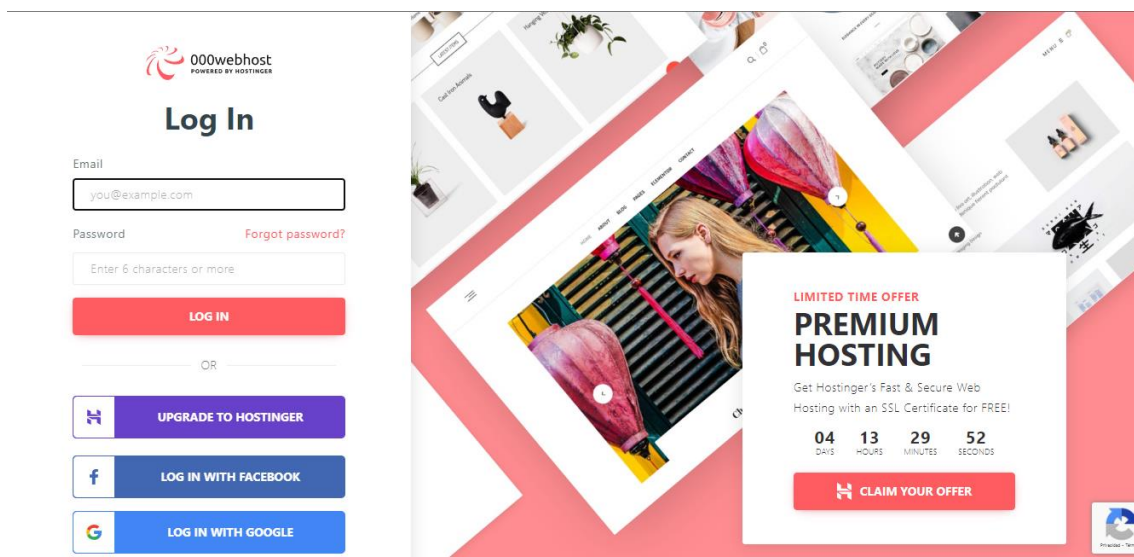 000webhost
POWERED BY HOSTINGER
Log In
Email
you@example.com
Password
Forgot password?
Enter 6 characters or more
LOG IN
OR
UPGRADE TO HOSTINGER
LOG IN WITH FACEBOOK
LOG IN WITH GOOGLE
LATEST ITEMS
Cast Iron Animals
MENU
HOME ABOUT BLOG PAGES ELEMENTOR CONTACT
LIMITED TIME OFFER
PREMIUM
HOSTING
Get Hostinger's Fast & Secure Web
Hosting with an SSL Certificate for FREE!
04 13 29 52
DAYS HOURS MINUTES SECONDS
CLAIM YOUR OFFER